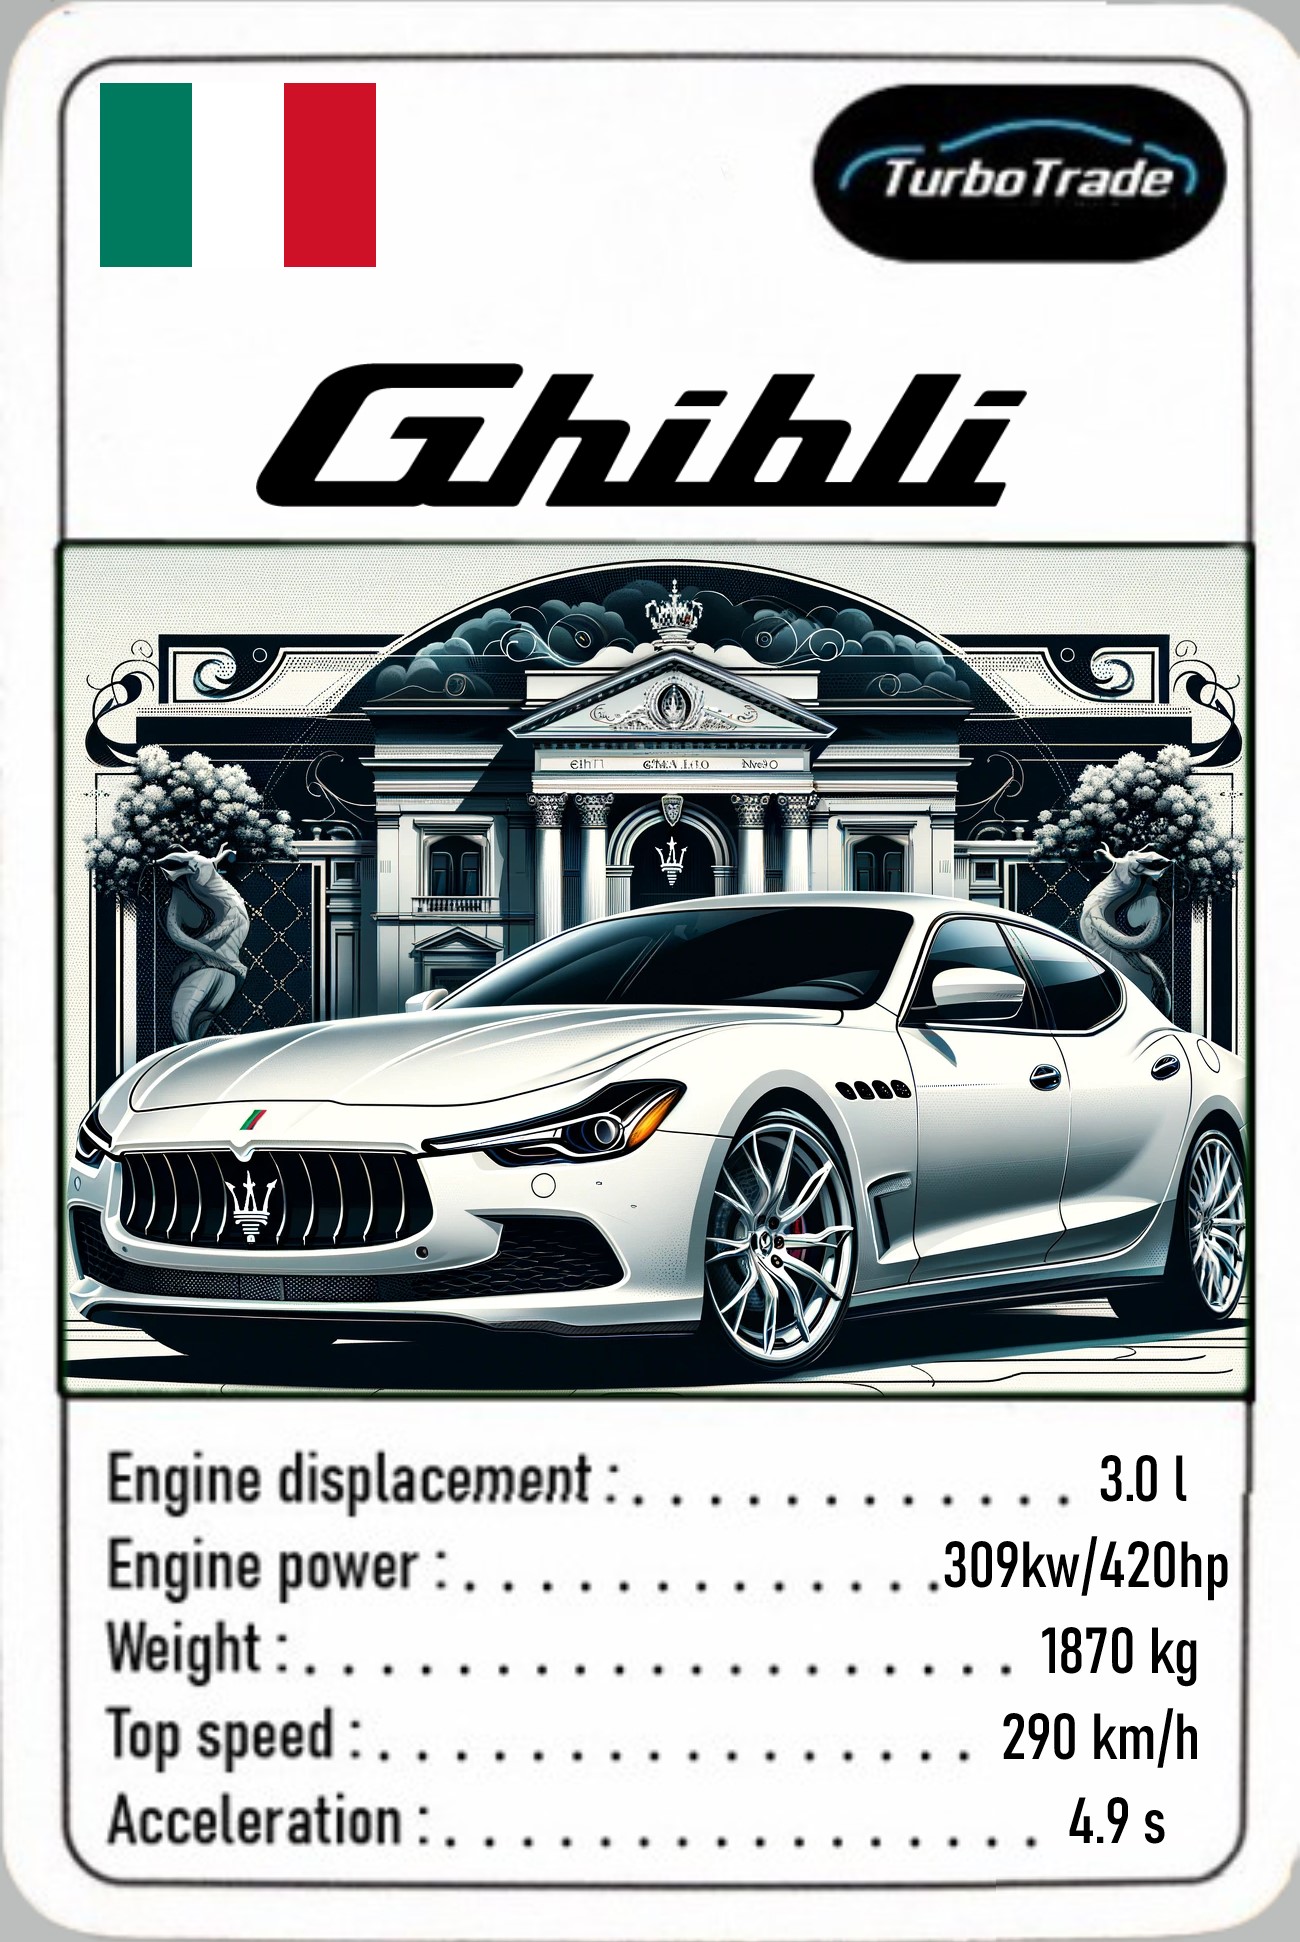 TurboTrade
Ghibli
Engine displacement :. . . . . . . . . . . . 3.0 l
Engine power :. . . . . . . . . . . . .309kw/420hp
Weight :. . . . . . . . . . . . . . . . . . . 1870 kg
Top speed :. . . . . . . . . . . . . . . . 290 km/h
Acceleration :. . . . . . . . . . . . . . . . 4.9 s